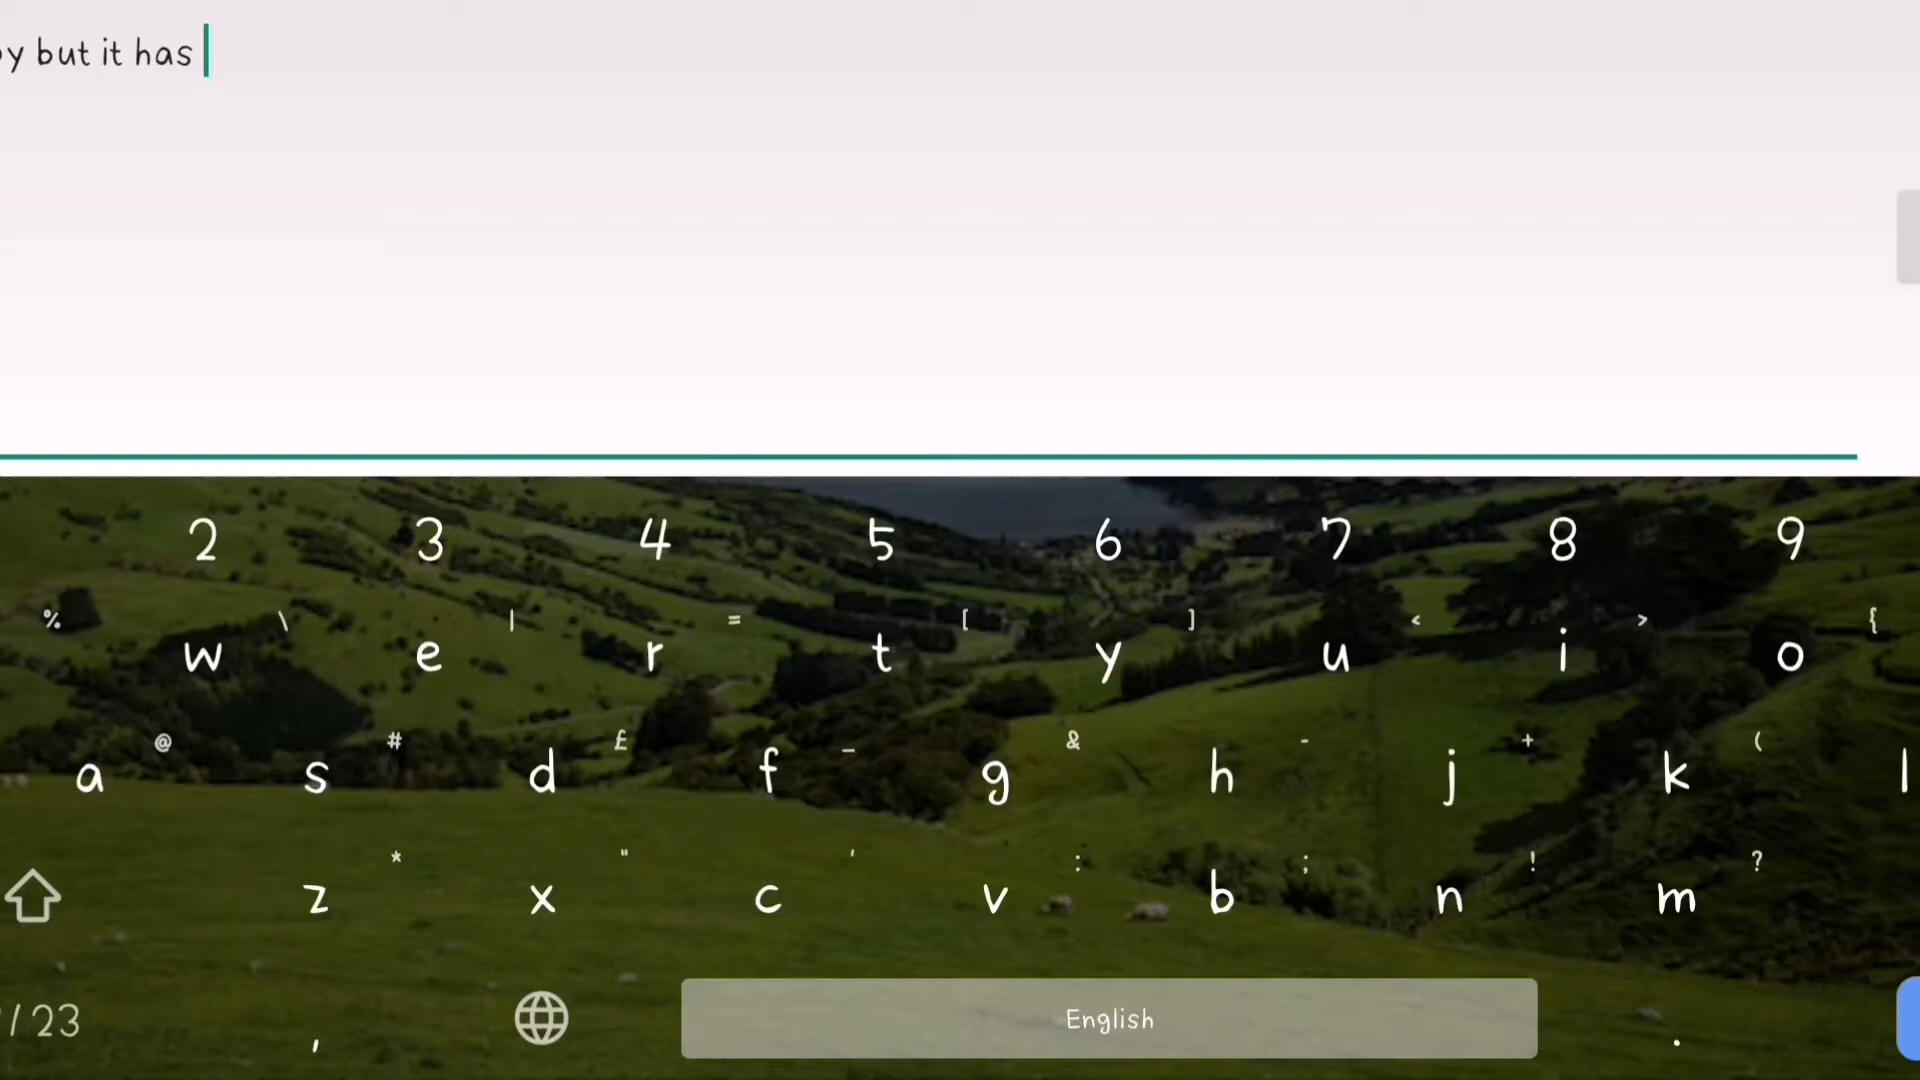 y but it has
2 3 4 5 6 7 8 9
% \ | = [ ] < > {
w e r t y u i o
@ # £ _ & - + (
a s d f g h j k l
* " ' : ; ! ?
z x c v b n m
/23 , English .